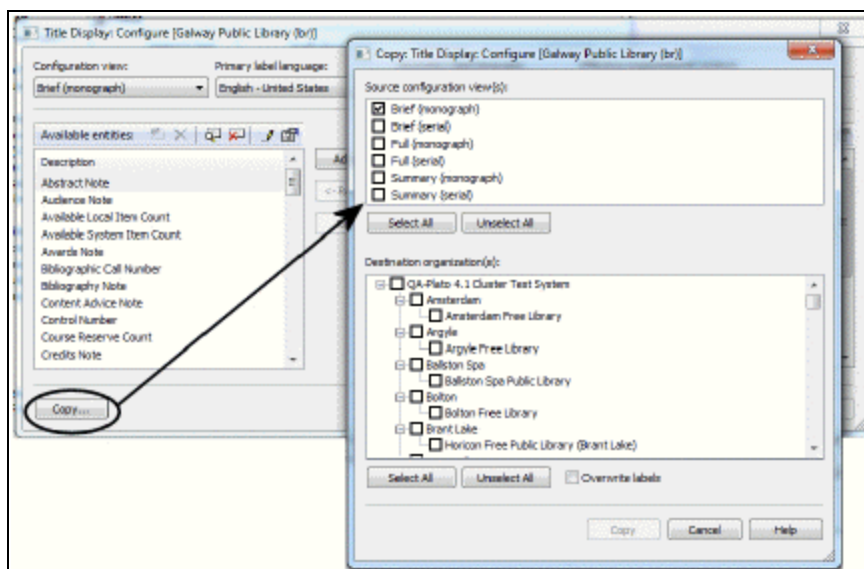 Title Display: Configure [Galway Public Library (br)]
Configuration view:
Primary label language:
Brief (monograph)
English - United States
Available entities:
Description
Abstract Note
Audience Note
Available Local Item Count
Available System Item Count
Awards Note
Bibliographic Call Number
Bibliography Note
Content Advice Note
Control Number
Course Reserve Count
Credits Note
Ad
Copy...
Copy: Title Display: Configure [Galway Public Library (br)]
Source configuration view(s):
Brief (monograph)
Brief (serial)
Full (monograph)
Full (serial)
Summary (monograph)
Summary (serial)
Select All
Unselect All
Destination organization(s):
QA-Plato 4.1 Cluster Test System
Amsterdam
Amsterdam Free Library
Argyle
Argyle Free Library
Ballston Spa
Ballston Spa Public Library
Bolton
Bolton Free Library
Brant Lake
Horicon Free Public Library (Brant Lake)
Select All
Unselect All
Overwrite labels
Copy
Cancel
Help